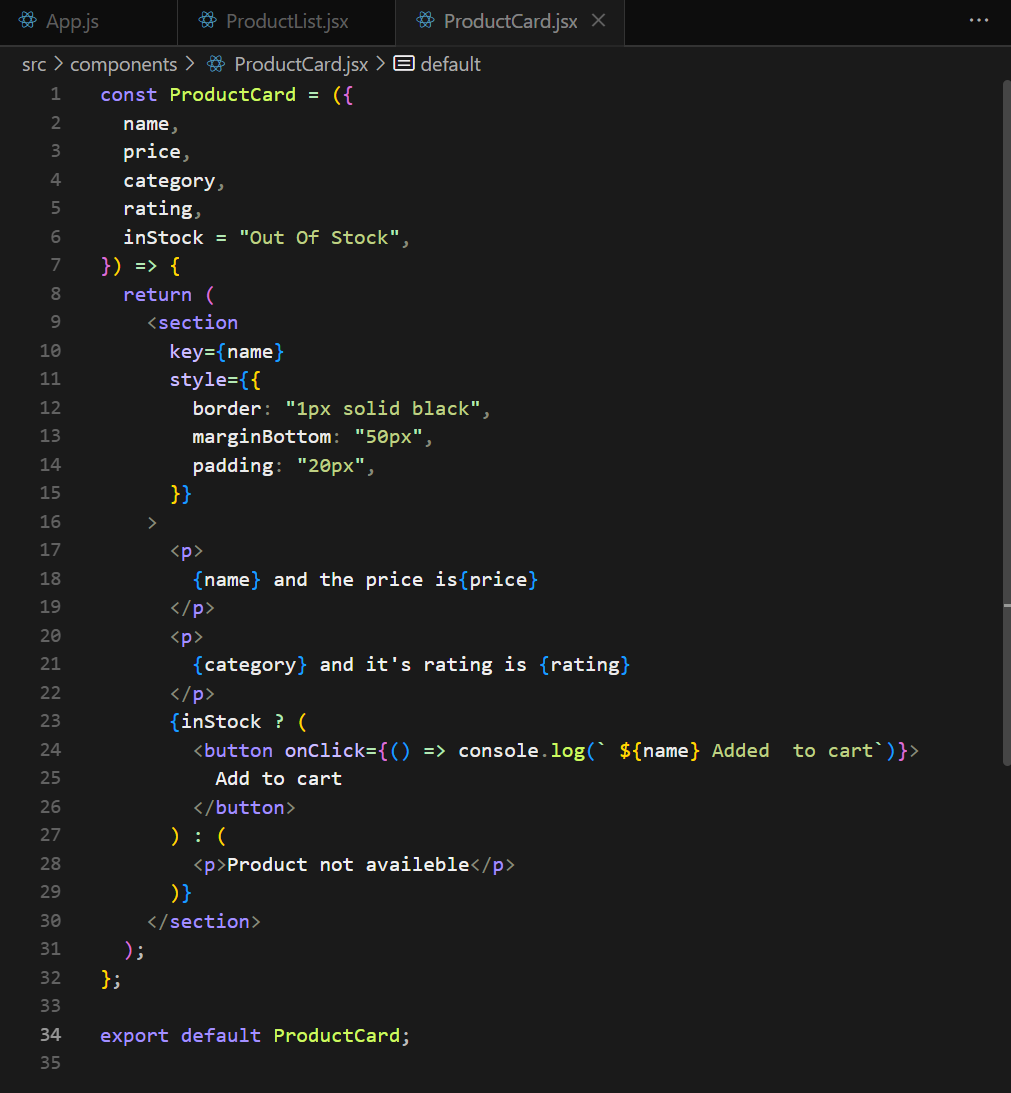 App.js ProductList.jsx ProductCard.jsx
src > components > ProductCard.jsx > default
1 const ProductCard = ({
2   name,
3   price,
4   category,
5   rating,
6   inStock = "Out Of Stock",
7 }) => {
8   return (
9     <section
10       key={name}
11       style={{
12         border: "1px solid black",
13         marginBottom: "50px",
14         padding: "20px",
15       }}
16     >
17       <p>
18         {name} and the price is{price}
19       </p>
20       <p>
21         {category} and it's rating is {rating}
22       </p>
23       {inStock ? (
24         <button onClick={() => console.log(` ${name} Added  to cart`)}>
25           Add to cart
26         </button>
27       ) : (
28         <p>Product not availeble</p>
29       )}
30     </section>
31   );
32 };
33
34 export default ProductCard;
35